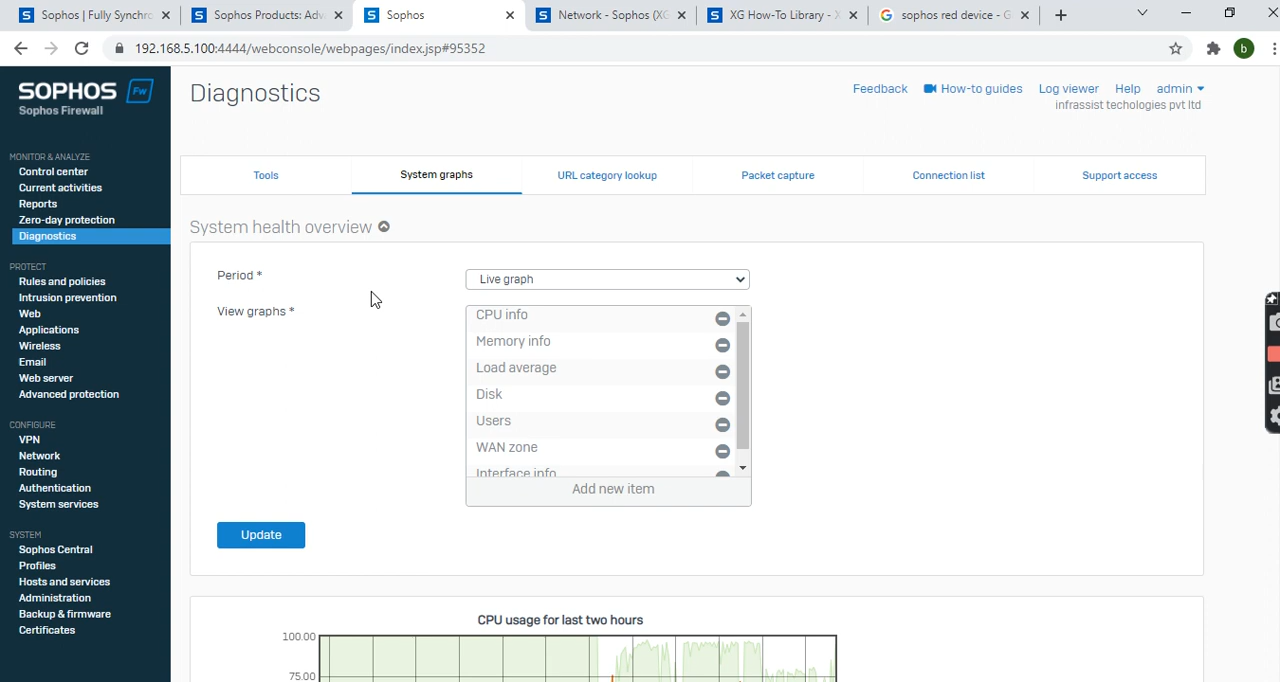 Sophos | Fully Synchro
Sophos Products: Adv
Sophos
Network - Sophos (XG
XG How-To Library - X
sophos red device - G
192.168.5.100:4444/webconsole/webpages/index.jsp#95352
b
SOPHOS Fw
Sophos Firewall
Diagnostics
Feedback
How-to guides
Log viewer
Help
admin
infrassist techologies pvt ltd
MONITOR & ANALYZE
Control center
Current activities
Reports
Zero-day protection
Diagnostics
PROTECT
Rules and policies
Intrusion prevention
Web
Applications
Wireless
Email
Web server
Advanced protection
CONFIGURE
VPN
Network
Routing
Authentication
System services
SYSTEM
Sophos Central
Profiles
Hosts and services
Administration
Backup & firmware
Certificates
Tools
System graphs
URL category lookup
Packet capture
Connection list
Support access
System health overview
Period *
Live graph
View graphs *
CPU info
Memory info
Load average
Disk
Users
WAN zone
Interface info
Add new item
Update
CPU usage for last two hours
100.00
75.00